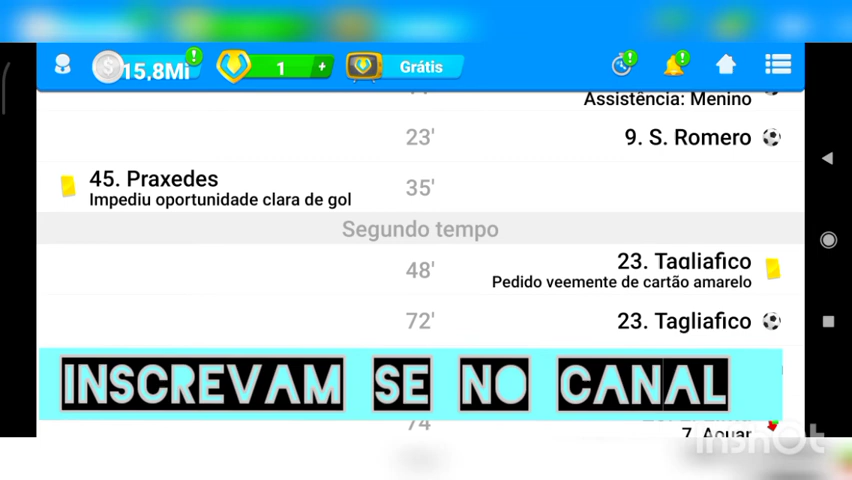 15,8Mi
1 +
Grátis
Assistência: Menino
23'
9. S. Romero
45. Praxedes
Impediu oportunidade clara de gol
35'
Segundo tempo
48'
23. Tagliafico
Pedido veemente de cartão amarelo
72'
23. Tagliafico
INSCREVAM SE NO CANAL
74'
7. Aouar
InShOt